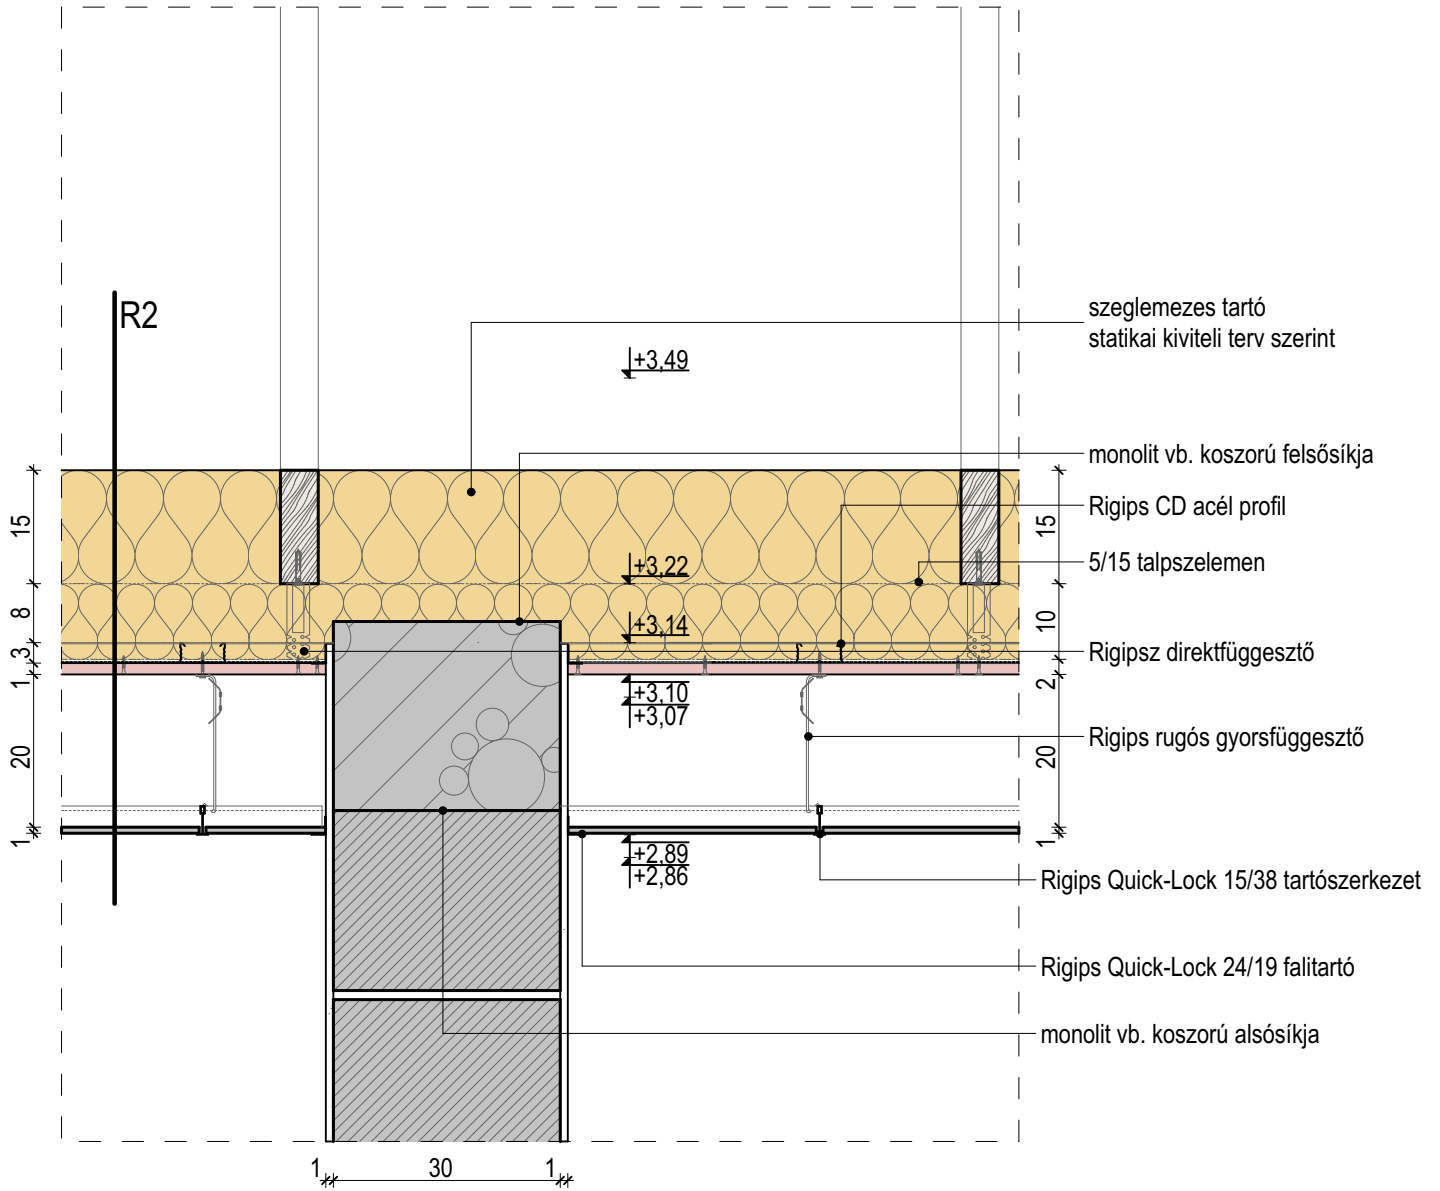 R2
szeglemezes tartó
statikai kiviteli terv szerint
+3,49
monolit vb. koszorú felsősíkja
Rigips CD acél profil
15
15
+3,22
5/15 talpszelemen
8
10
+3,14
3
Rigipsz direktfüggesztő
1
2
+3,10
+3,07
20
20
Rigips rugós gyorsfüggesztő
1
1
+2,89
+2,86
Rigips Quick-Lock 15/38 tartószerkezet
Rigips Quick-Lock 24/19 falitartó
monolit vb. koszorú alsósíkja
1
30
1